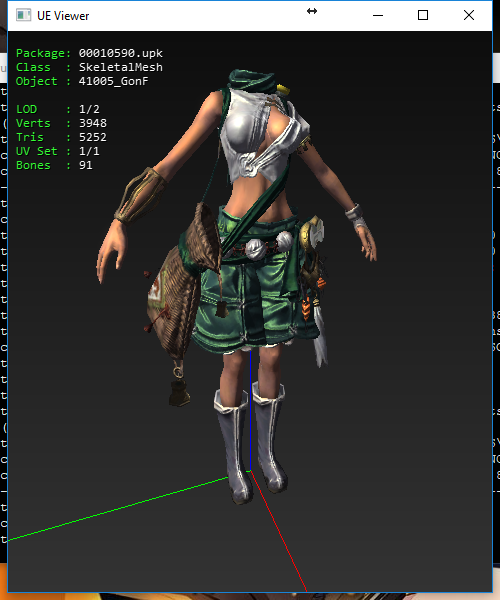 UE Viewer
Package: 00010590.upk
Class : SkeletalMesh
Object : 41005_GonF
LOD : 1/2
Verts : 3948
Tris : 5252
UV Set : 1/1
Bones : 91